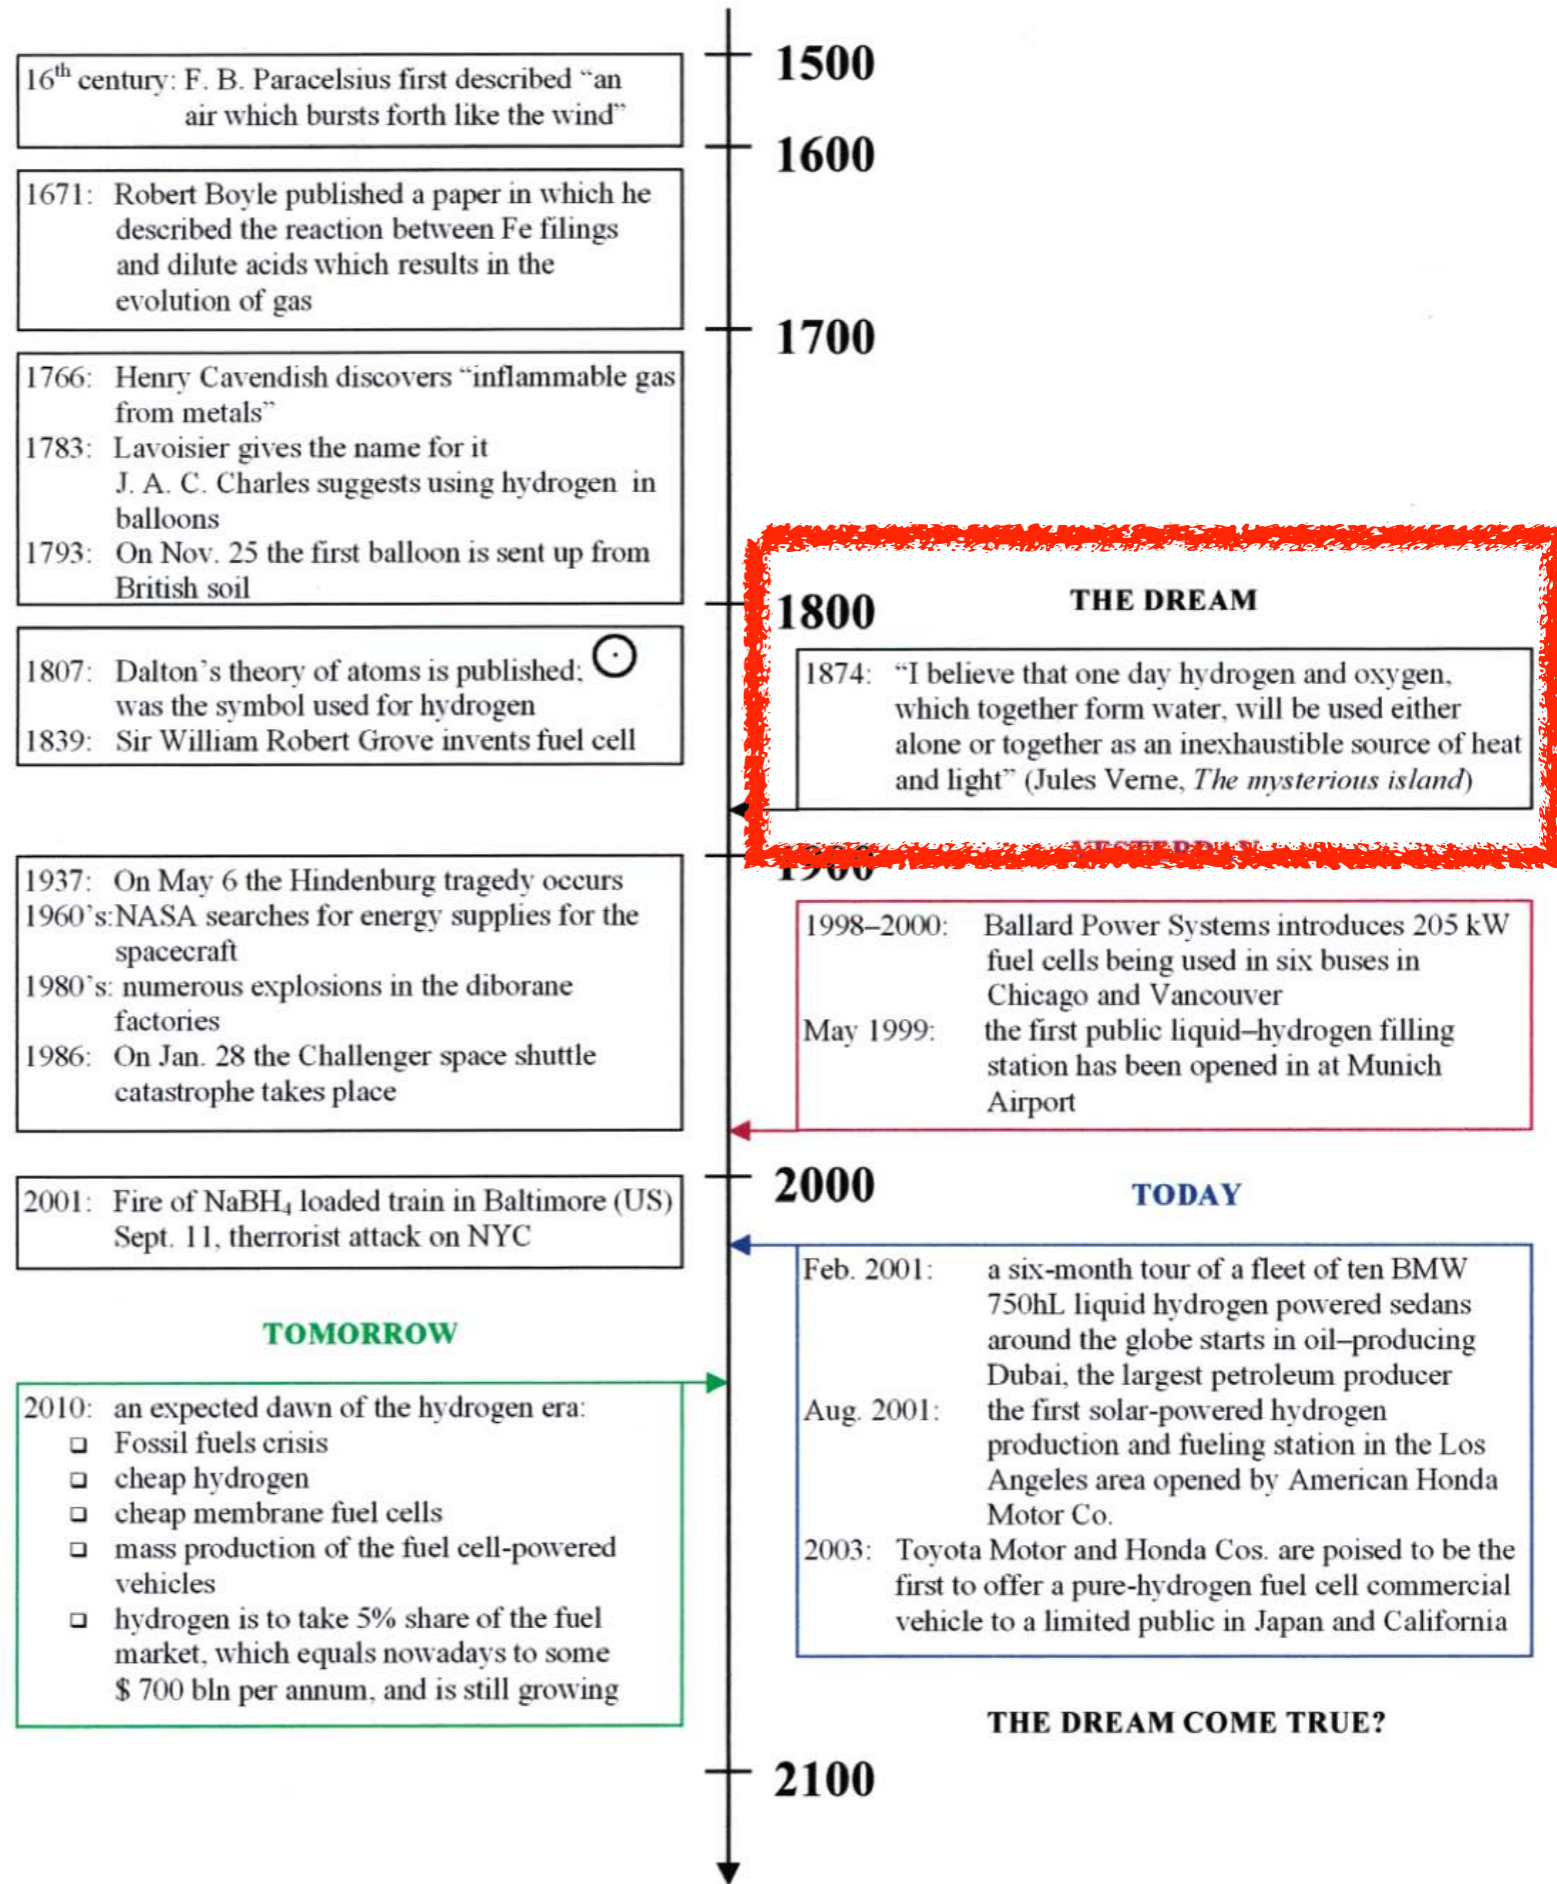 1500
16th century: F. B. Paracelsius first described “an
air which bursts forth like the wind”
1600
1671: Robert Boyle published a paper in which he
described the reaction between Fe filings
and dilute acids which results in the
evolution of gas
1700
1766: Henry Cavendish discovers “inflammable gas
from metals”
1783: Lavoisier gives the name for it
J. A. C. Charles suggests using hydrogen in
balloons
1793: On Nov. 25 the first balloon is sent up from
British soil
1800
THE DREAM
1807: Dalton’s theory of atoms is published;
was the symbol used for hydrogen
1839: Sir William Robert Grove invents fuel cell
1874: “I believe that one day hydrogen and oxygen,
which together form water, will be used either
alone or together as an inexhaustible source of heat
and light” (Jules Verne, The mysterious island)
YESTERDAY
1900
1937: On May 6 the Hindenburg tragedy occurs
1960’s:NASA searches for energy supplies for the
spacecraft
1980’s: numerous explosions in the diborane
factories
1986: On Jan. 28 the Challenger space shuttle
catastrophe takes place
1998–2000: Ballard Power Systems introduces 205 kW
fuel cells being used in six buses in
Chicago and Vancouver
May 1999: the first public liquid–hydrogen filling
station has been opened in at Munich
Airport
2000
TODAY
2001: Fire of NaBH4 loaded train in Baltimore (US)
Sept. 11, therrorist attack on NYC
Feb. 2001: a six-month tour of a fleet of ten BMW
750hL liquid hydrogen powered sedans
around the globe starts in oil–producing
Dubai, the largest petroleum producer
Aug. 2001: the first solar-powered hydrogen
production and fueling station in the Los
Angeles area opened by American Honda
Motor Co.
2003: Toyota Motor and Honda Cos. are poised to be the
first to offer a pure-hydrogen fuel cell commercial
vehicle to a limited public in Japan and California
TOMORROW
2010: an expected dawn of the hydrogen era:
❑ Fossil fuels crisis
❑ cheap hydrogen
❑ cheap membrane fuel cells
❑ mass production of the fuel cell-powered
vehicles
❑ hydrogen is to take 5% share of the fuel
market, which equals nowadays to some
$ 700 bln per annum, and is still growing
THE DREAM COME TRUE?
2100